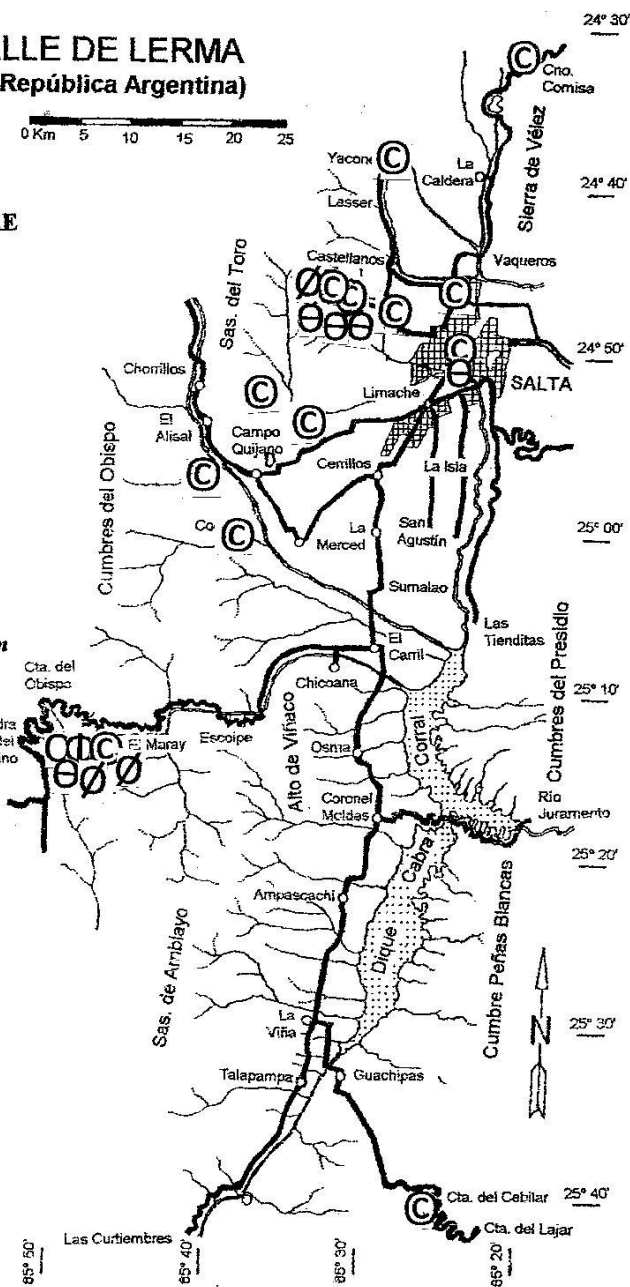 LLE DE LERMA
República Argentina)
0 Km 5 10 15 20 25
24° 30'
Cno.
Cornisa
Sierra de Vélez
La
Caldera
24° 40'
Lesser
Vaqueros
Castellanos
Sas. del Toro
24° 50'
SALTA
Chorrillos
Limache
El
Alisal
Campo
Quijano
Cerrillos
La Isla
Cumbres del Obispo
25° 00'
Co
La
Merced
San
Agustín
Sumalao
Las
Tienditas
El
Carril
Cumbres del Presidio
Cta. del
Obispo
Chicoana
25° 10'
El Maray
Escoipe
Alto de Viñaco
Osma
Corral
Coronel
Moldes
Río
Juramento
25° 20'
Cabra
Ampascachi
Sas. de Amblayo
Dique
Cumbre Peñas Blancas
La
Viña
N
25° 30'
Talapampa
Guachipas
Cta. del Cebilar
25° 40'
Cta. del Lajar
Las Curtiembres
65° 50'
65° 40'
65° 30'
65° 20'